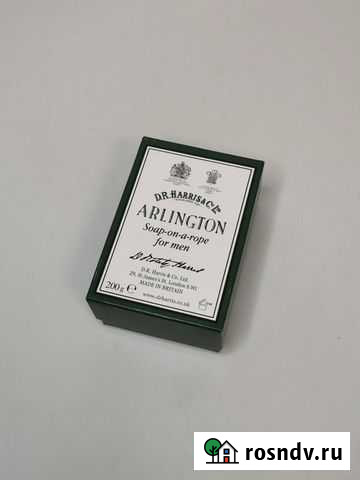 D.R.HARRIS&CO.
ARLINGTON
Soap-on-a-rope
for men
D. R. Harris & Co. Ltd.
29, St James's St. London S.W1
MADE IN BRITAIN
200g e
www.drharris.co.uk
rosndv.ru